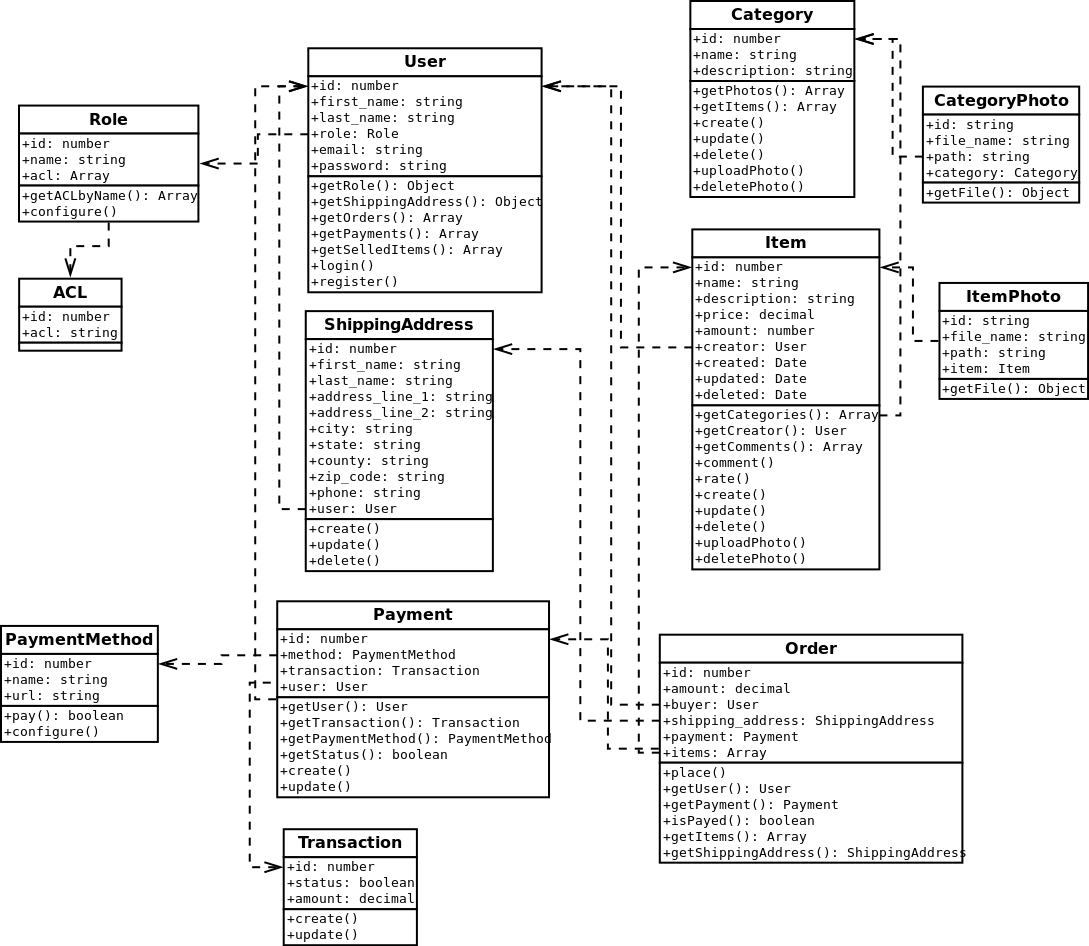 Category
+id: number
+name: string
+description: string
+getPhotos(): Array
+getItems(): Array
+create()
+update()
+delete()
+uploadPhoto()
+deletePhoto()
User
+id: number
+first_name: string
+last_name: string
+role: Role
+email: string
+password: string
+getRole(): Object
+getShippingAddress(): Object
+getOrders(): Array
+getPayments(): Array
+getSelledItems(): Array
+login()
+register()
CategoryPhoto
+id: string
+file_name: string
+path: string
+category: Category
+getFile(): Object
Role
+id: number
+name: string
+acl: Array
+getACLbyName(): Array
+configure()
Item
+id: number
+name: string
+description: string
+price: decimal
+amount: number
+creator: User
+created: Date
+updated: Date
+deleted: Date
+getCategories(): Array
+getCreator(): User
+getComments(): Array
+comment()
+rate()
+create()
+update()
+delete()
+uploadPhoto()
+deletePhoto()
ACL
+id: number
+acl: string
ItemPhoto
+id: string
+file_name: string
+path: string
+item: Item
+getFile(): Object
ShippingAddress
+id: number
+first_name: string
+last_name: string
+address_line_1: string
+address_line_2: string
+city: string
+state: string
+county: string
+zip_code: string
+phone: string
+user: User
+create()
+update()
+delete()
Payment
+id: number
+method: PaymentMethod
+transaction: Transaction
+user: User
+getUser(): User
+getTransaction(): Transaction
+getPaymentMethod(): PaymentMethod
+getStatus(): boolean
+create()
+update()
PaymentMethod
+id: number
+name: string
+url: string
+pay(): boolean
+configure()
Order
+id: number
+amount: decimal
+buyer: User
+shipping_address: ShippingAddress
+payment: Payment
+items: Array
+place()
+getUser(): User
+getPayment(): Payment
+isPayed(): boolean
+getItems(): Array
+getShippingAddress(): ShippingAddress
Transaction
+id: number
+status: boolean
+amount: decimal
+create()
+update()